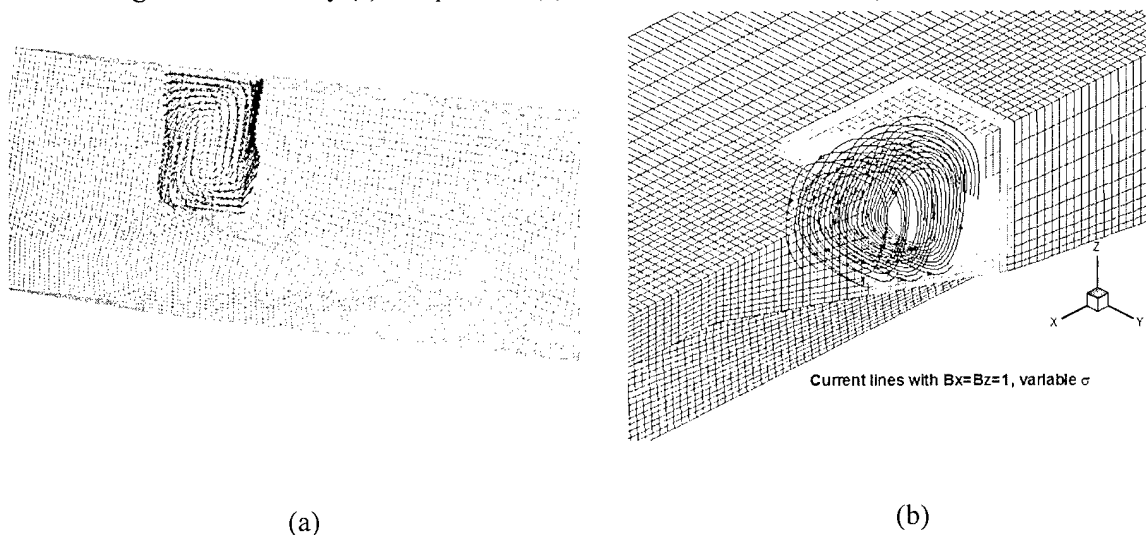 Z
X
Y
Current lines with Bx=Bz=1, variable σ
(a)
(b)